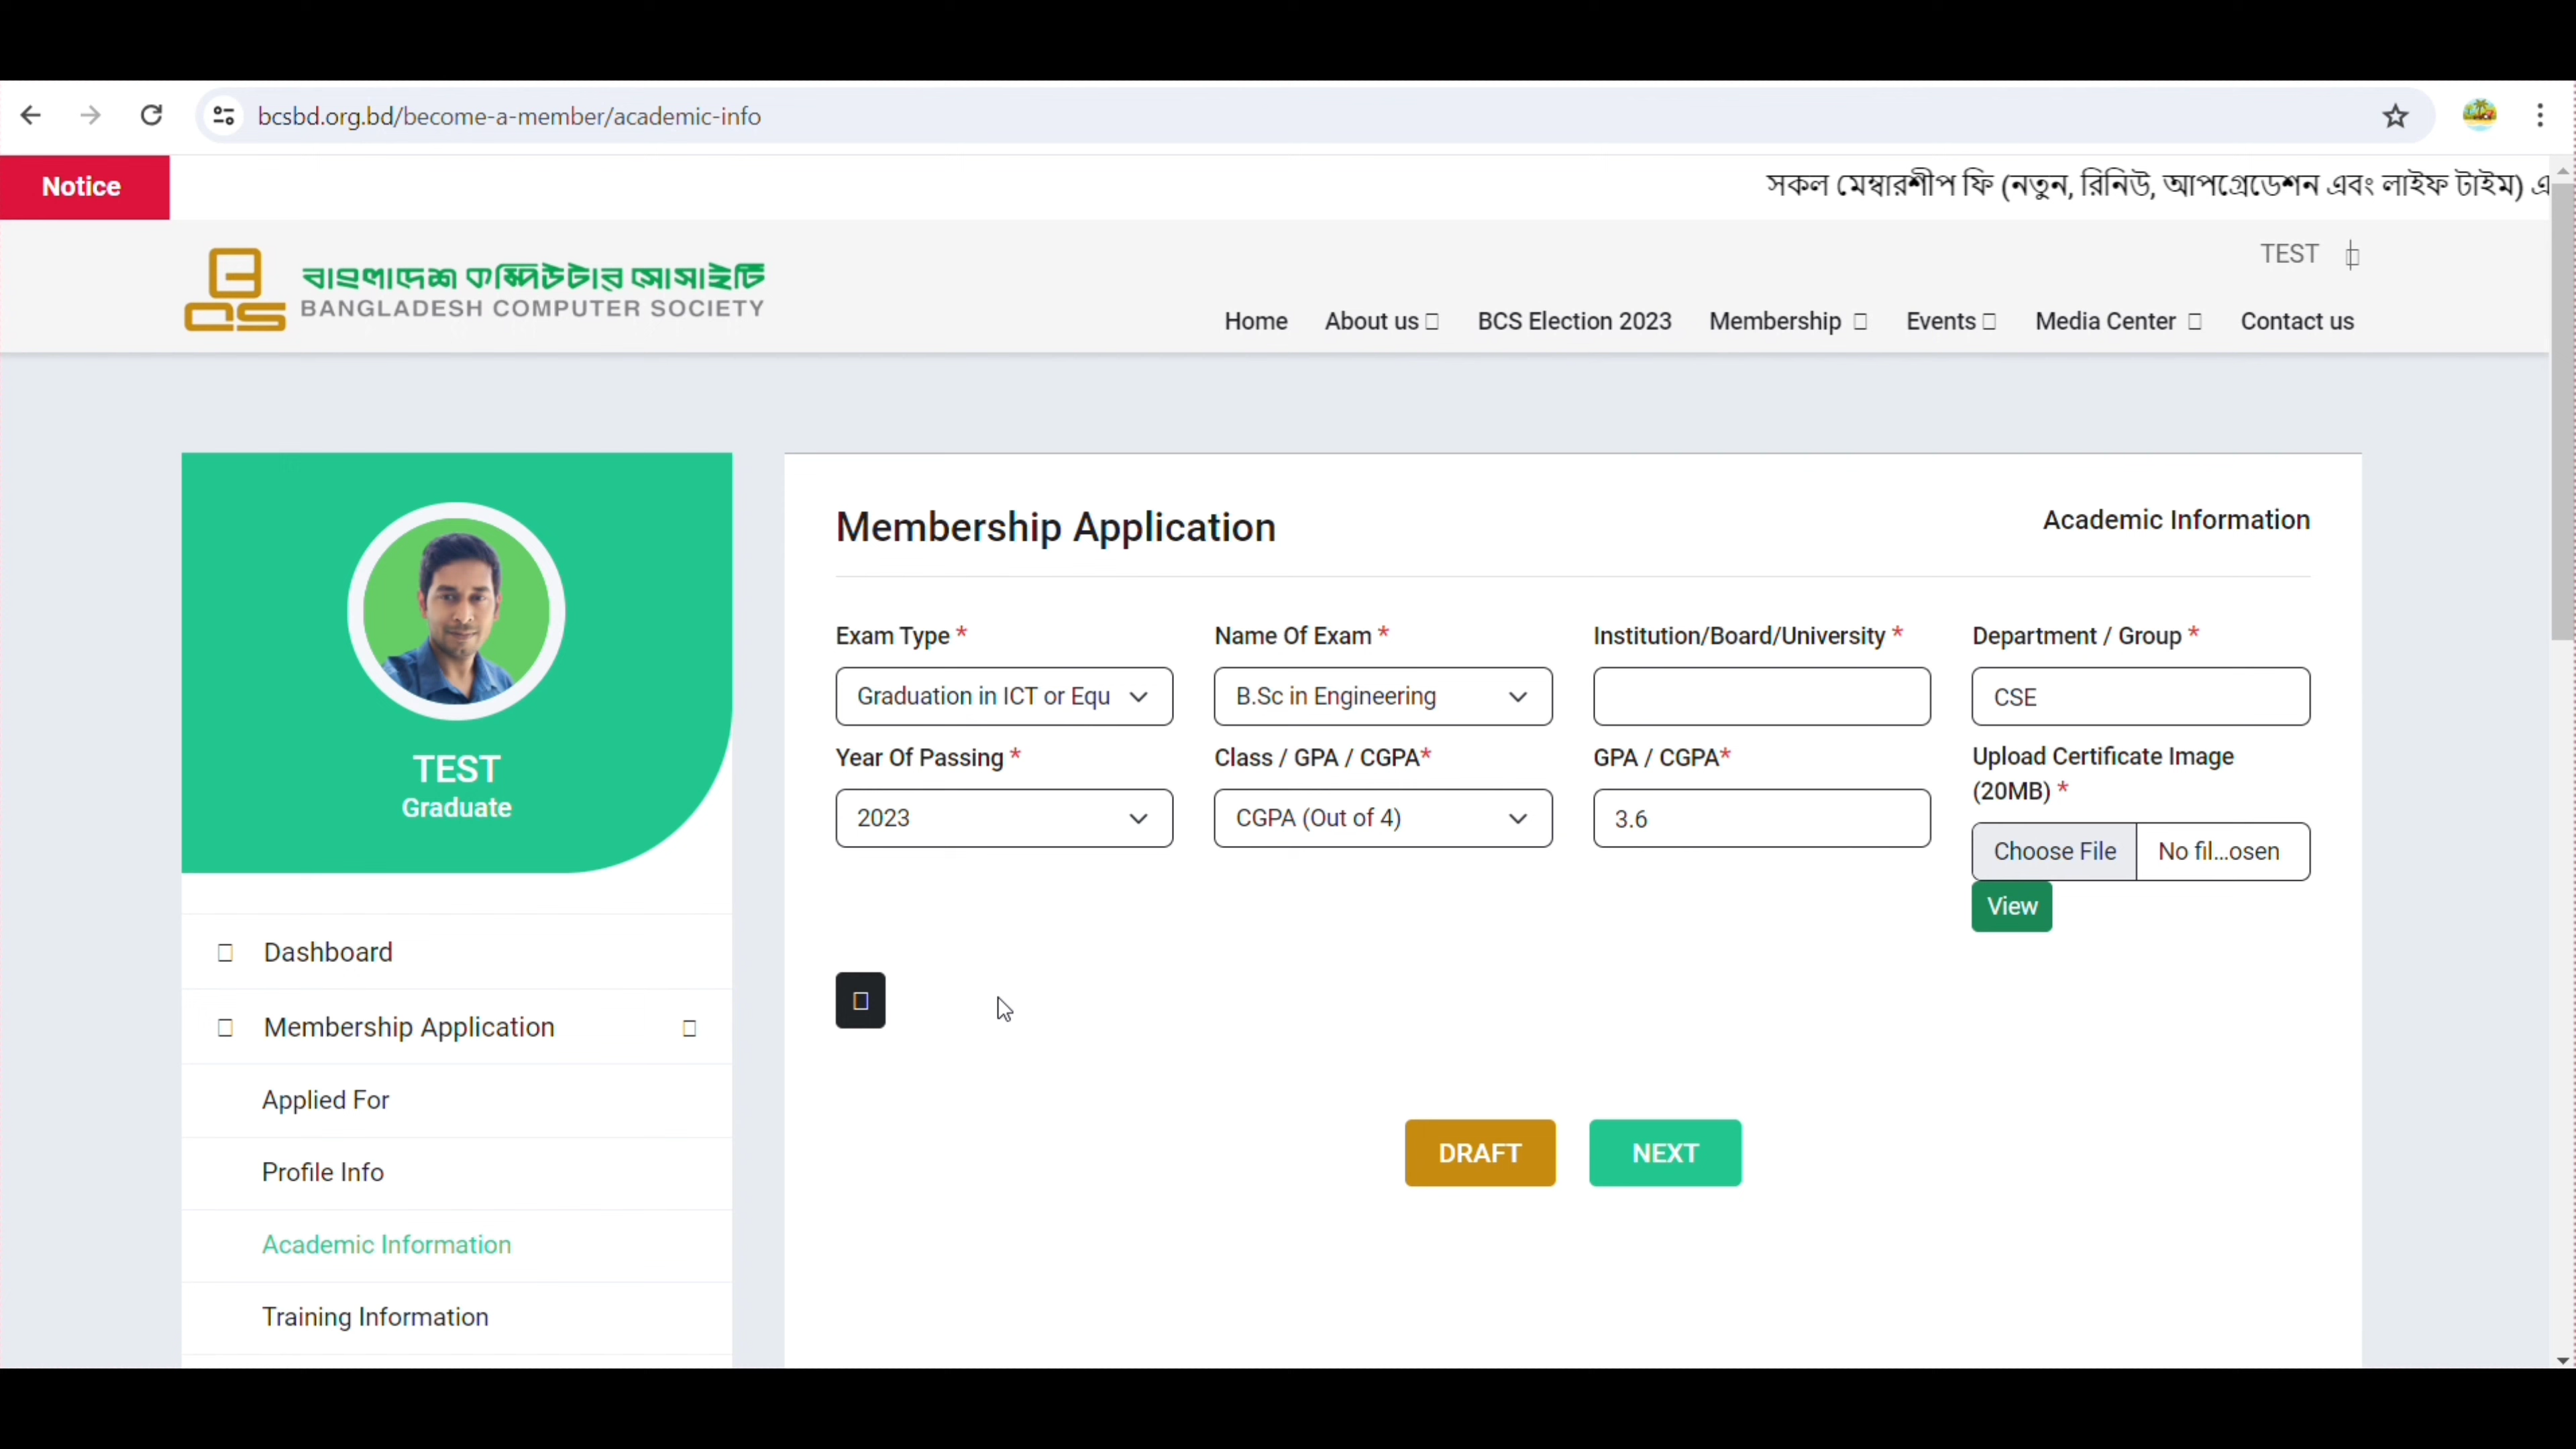 bcsbd.org.bd/become-a-member/academic-info
Notice
সকল মেম্বারশীপ ফি (নতুন, রিনিউ, আপগ্রেডেশন এবং লাইফ টাইম) এ
TEST
বাংলাদেশ কম্পিউটার সোসাইটি
BANGLADESH COMPUTER SOCIETY
Home About us BCS Election 2023 Membership Events Media Center Contact us
TEST
Graduate
Dashboard
Membership Application
Applied For
Profile Info
Academic Information
Training Information
Membership Application
Academic Information
Exam Type * Name Of Exam * Institution/Board/University * Department / Group *
Graduation in ICT or Equ B.Sc in Engineering CSE
Year Of Passing * Class / GPA / CGPA* GPA / CGPA* Upload Certificate Image
(20MB) *
2023 CGPA (Out of 4) 3.6
Choose File No fil...osen
View
DRAFT NEXT